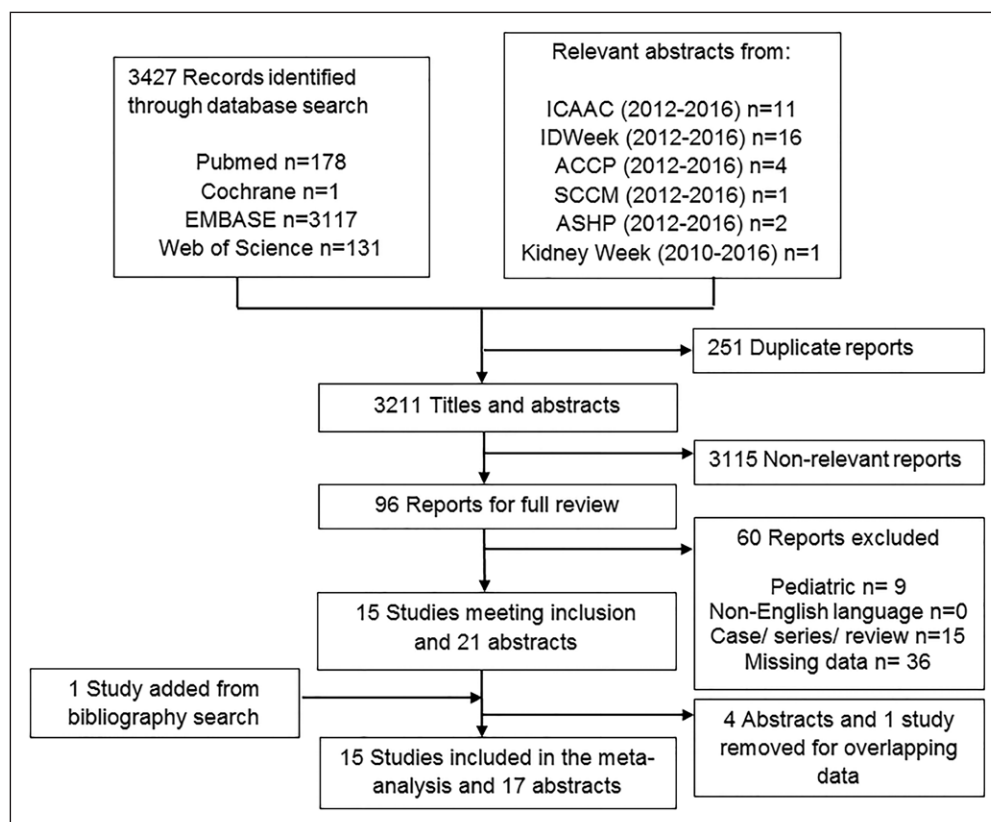 3427 Records identified
through database search
Pubmed n=178
Cochrane n=1
EMBASE n=3117
Web of Science n=131
Relevant abstracts from:
ICAAC (2012-2016) n=11
IDWeek (2012-2016) n=16
ACCP (2012-2016) n=4
SCCM (2012-2016) n=1
ASHP (2012-2016) n=2
Kidney Week (2010-2016) n=1
251 Duplicate reports
3211 Titles and abstracts
3115 Non-relevant reports
96 Reports for full review
60 Reports excluded
Pediatric n= 9
Non-English language n=0
Case/ series/ review n=15
Missing data n= 36
15 Studies meeting inclusion
and 21 abstracts
1 Study added from
bibliography search
4 Abstracts and 1 study
removed for overlapping
data
15 Studies included in the meta-
analysis and 17 abstracts